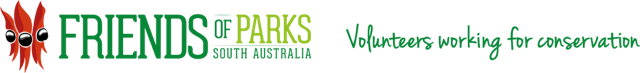 FRIENDS OF PARKS
SOUTH AUSTRALIA
Volunteers working for conservation